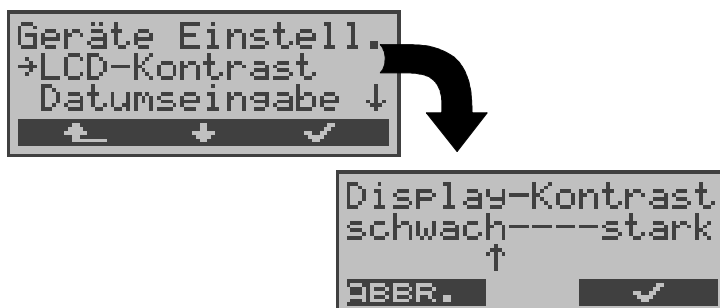 Geräte Einstell.
→LCD-Kontrast
Datumseingabe ↓
Display-Kontrast
schwach----stark
↑
ABBR.